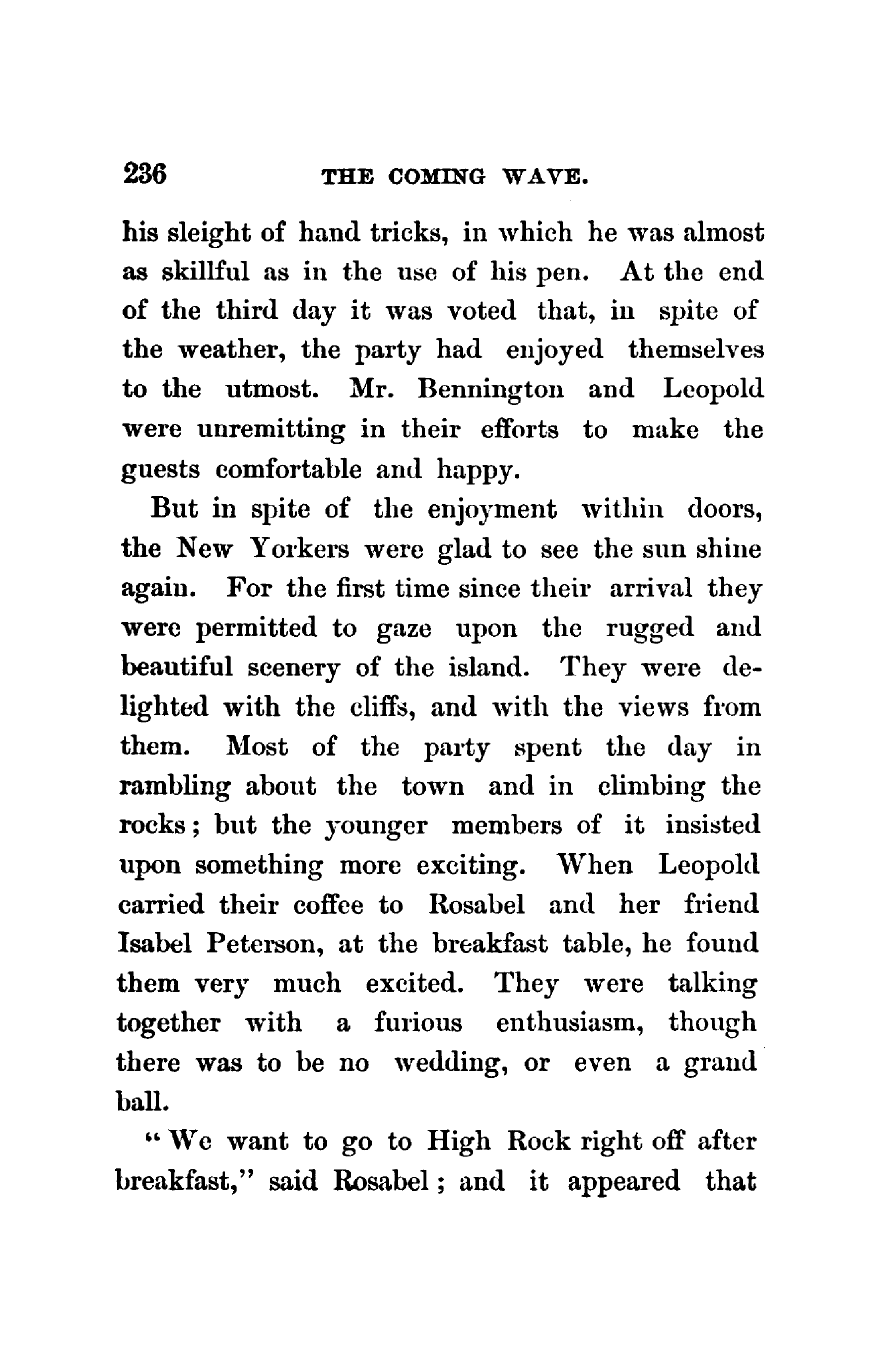 236 THE COMING WAVE.
his sleight of hand tricks, in which he was almost
as skillful as in the use of his pen. At the end
of the third day it was voted that, in spite of
the weather, the party had enjoyed themselves
to the utmost. Mr. Bennington and Leopold
were unremitting in their efforts to make the
guests comfortable and happy.
But in spite of the enjoyment within doors,
the New Yorkers were glad to see the sun shine
again. For the first time since their arrival they
were permitted to gaze upon the rugged and
beautiful scenery of the island. They were de-
lighted with the cliffs, and with the views from
them. Most of the party spent the day in
rambling about the town and in climbing the
rocks; but the younger members of it insisted
upon something more exciting. When Leopold
carried their coffee to Rosabel and her friend
Isabel Peterson, at the breakfast table, he found
them very much excited. They were talking
together with a furious enthusiasm, though
there was to be no wedding, or even a grand
ball.
"We want to go to High Rock right off after
breakfast," said Rosabel; and it appeared that